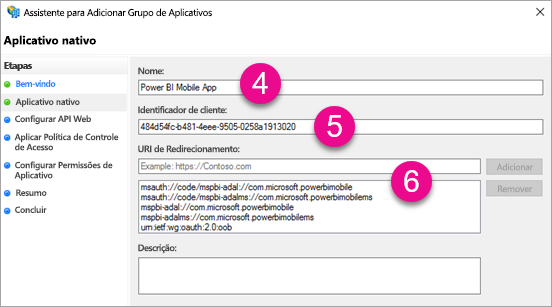 Assistente para Adicionar Grupo de Aplicativos
Aplicativo nativo
Etapas
Bem-vindo
Aplicativo nativo
Configurar API Web
Aplicar Política de Controle
de Acesso
Configurar Permissões de
Aplicativo
Resumo
Concluir
Nome:
4
Power BI Mobile App
Identificador de cliente:
5
484d54fc-b481-4eee-9505-0258a1913020
URI de Redirecionamento:
6
Example: https://Contoso.com
Adicionar
msauth://code/mspbi-adal://com.microsoft.powerbimobile
msauth://code/mspbi-adalms://com.microsoft.powerbimobilems
mspbi-adal://com.microsoft.powerbimobile
mspbi-adalms://com.microsoft.powerbimobilems
urn:ietf:wg:oauth:2.0:oob
Remover
Descrição: